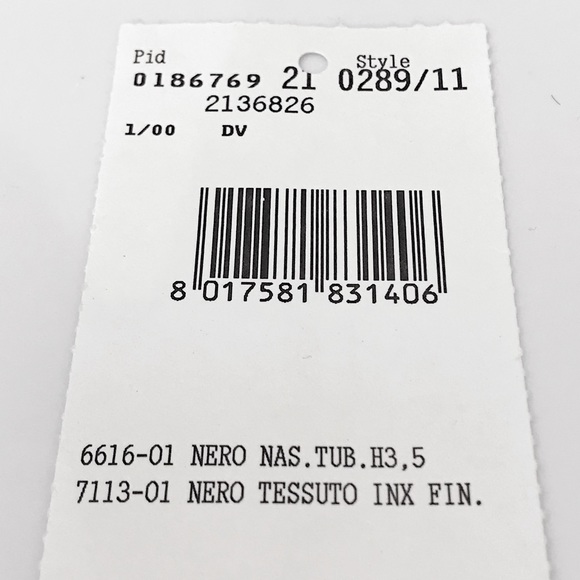 Pid Style
0186769 21 0289/11
2136826
1/00 DV
8 017581 831406
6616-01 NERO NAS.TUB.H3,5
7113-01 NERO TESSUTO INX FIN.